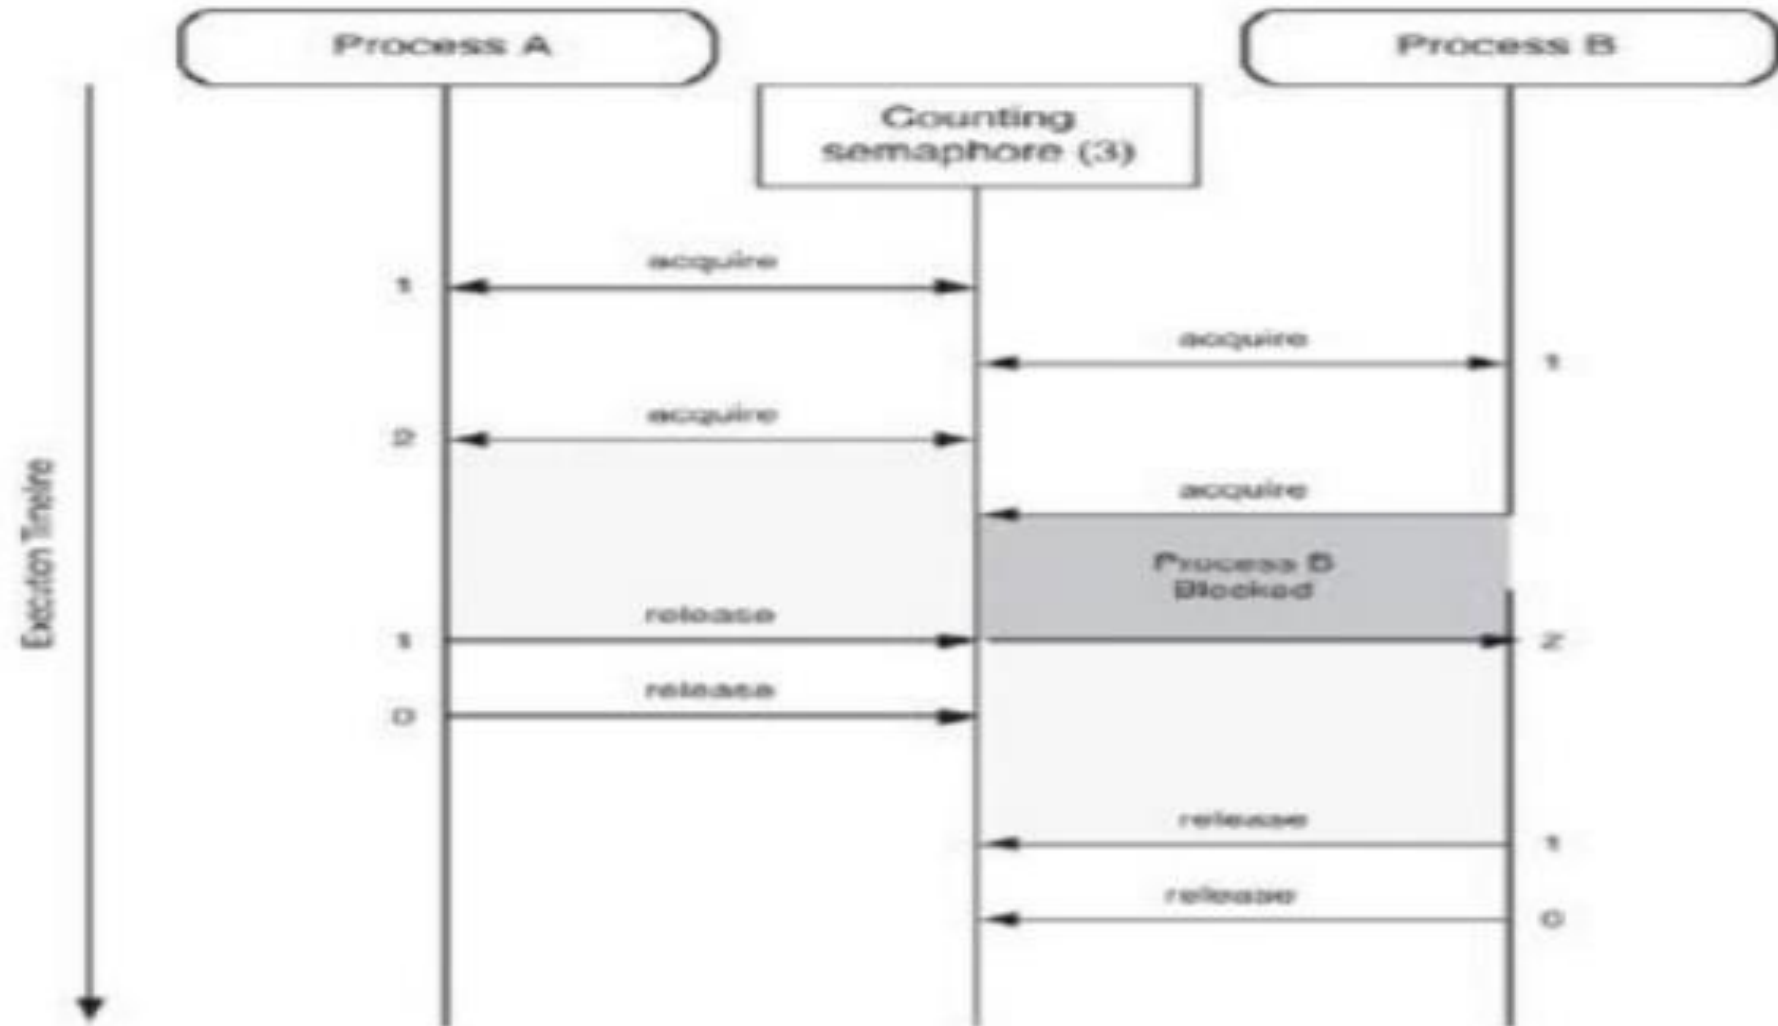 Process A
Process B
Counting
semaphore (3)
acquire
1
acquire
1
acquire
2
acquire
Process B
Blocked
release
1
2
release
0
release
1
release
0
Execution Timeline